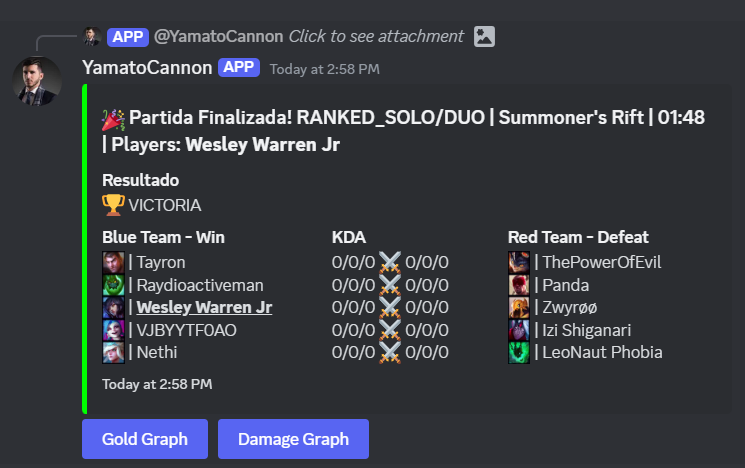 APP @YamatoCannon Click to see attachment
YamatoCannon APP Today at 2:58 PM
Partida Finalizada! RANKED_SOLO/DUO | Summoner's Rift | 01:48
| Players: Wesley Warren Jr
Resultado
VICTORIA
Blue Team - Win KDA Red Team - Defeat
| Tayron 0/0/0 0/0/0 | ThePowerOfEvil
| Raydioactiveman 0/0/0 0/0/0 | Panda
| Wesley Warren Jr 0/0/0 0/0/0 | Zwyrøø
| VJBYYTF0AO 0/0/0 0/0/0 | Izi Shiganari
| Nethi 0/0/0 0/0/0 | LeoNaut Phobia
Today at 2:58 PM
Gold Graph Damage Graph